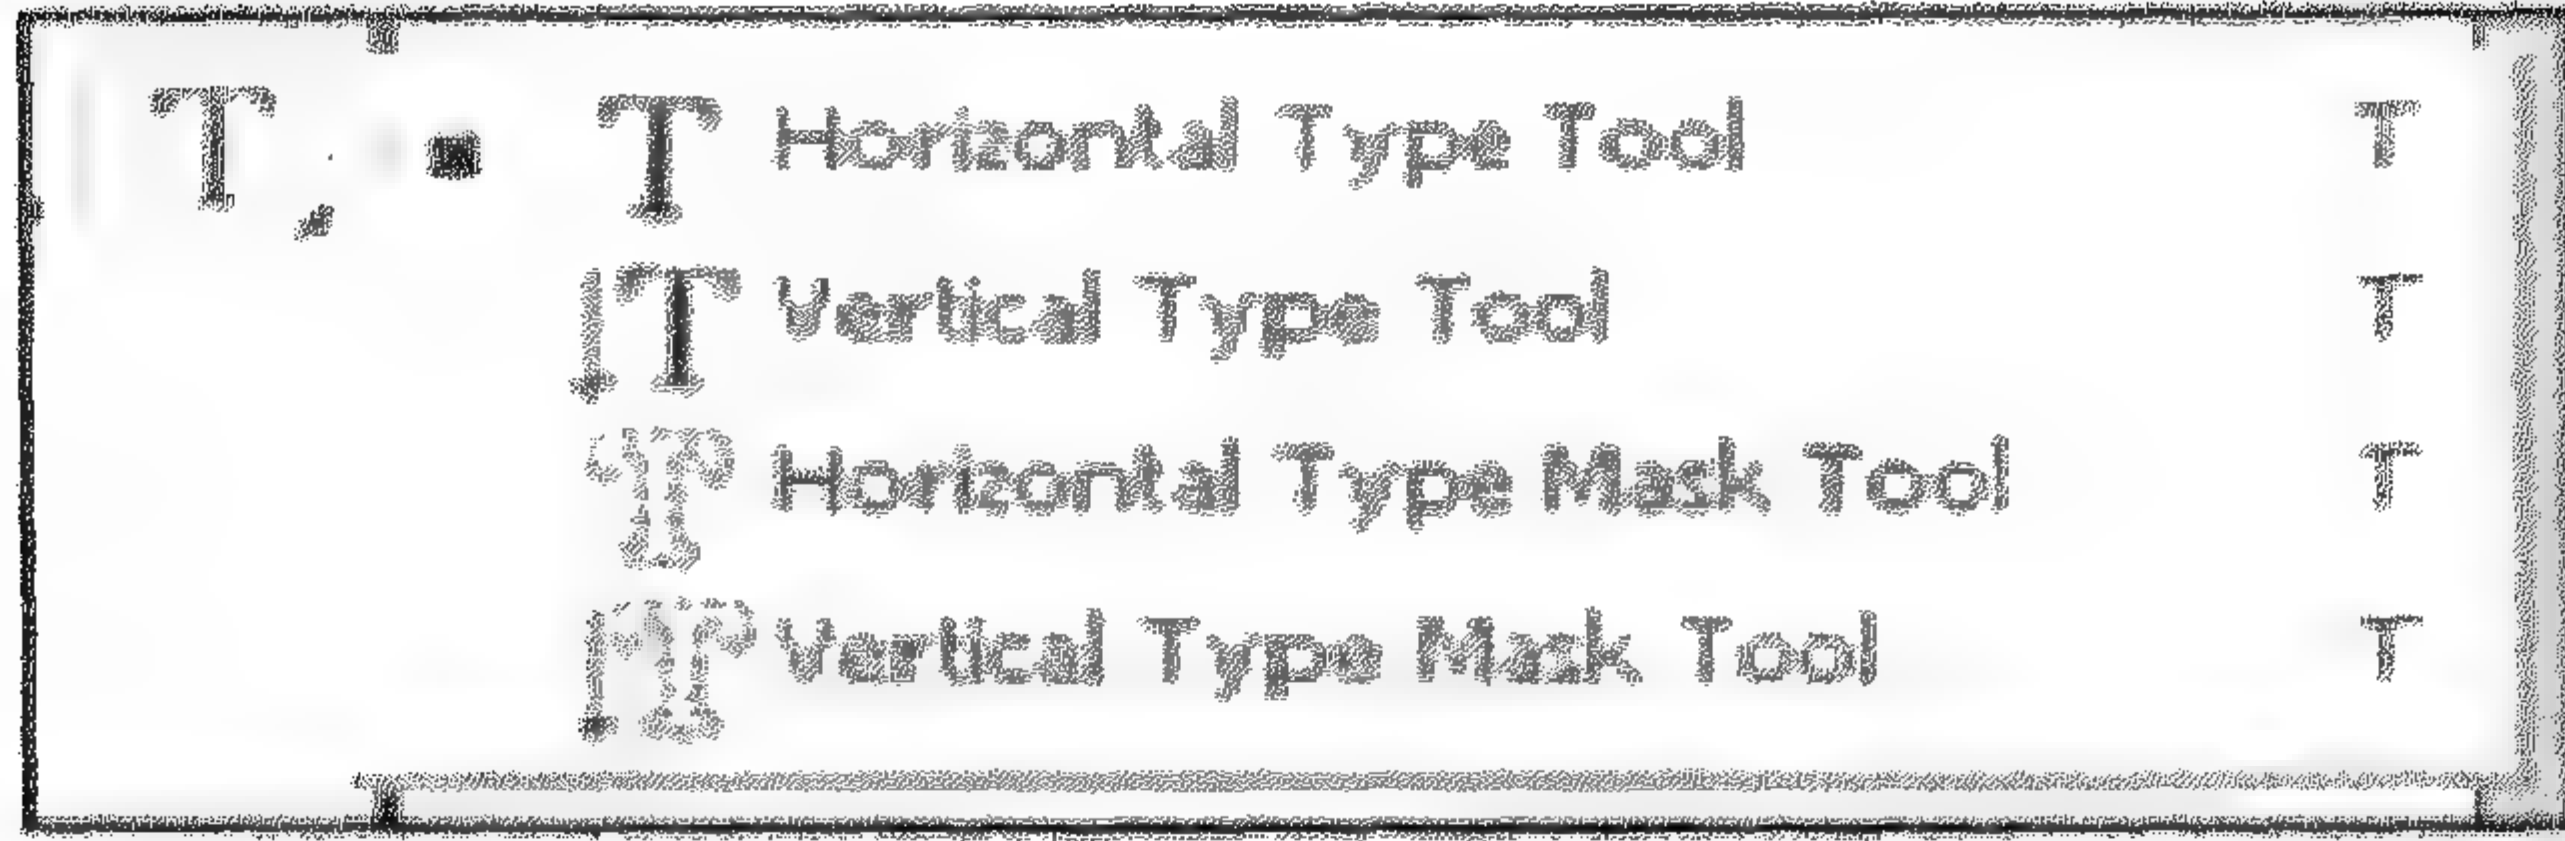 T T Horizontal Type Tool T
T Vertical Type Tool T
T Horizontal Type Mask Tool T
T Vertical Type Mask Tool T